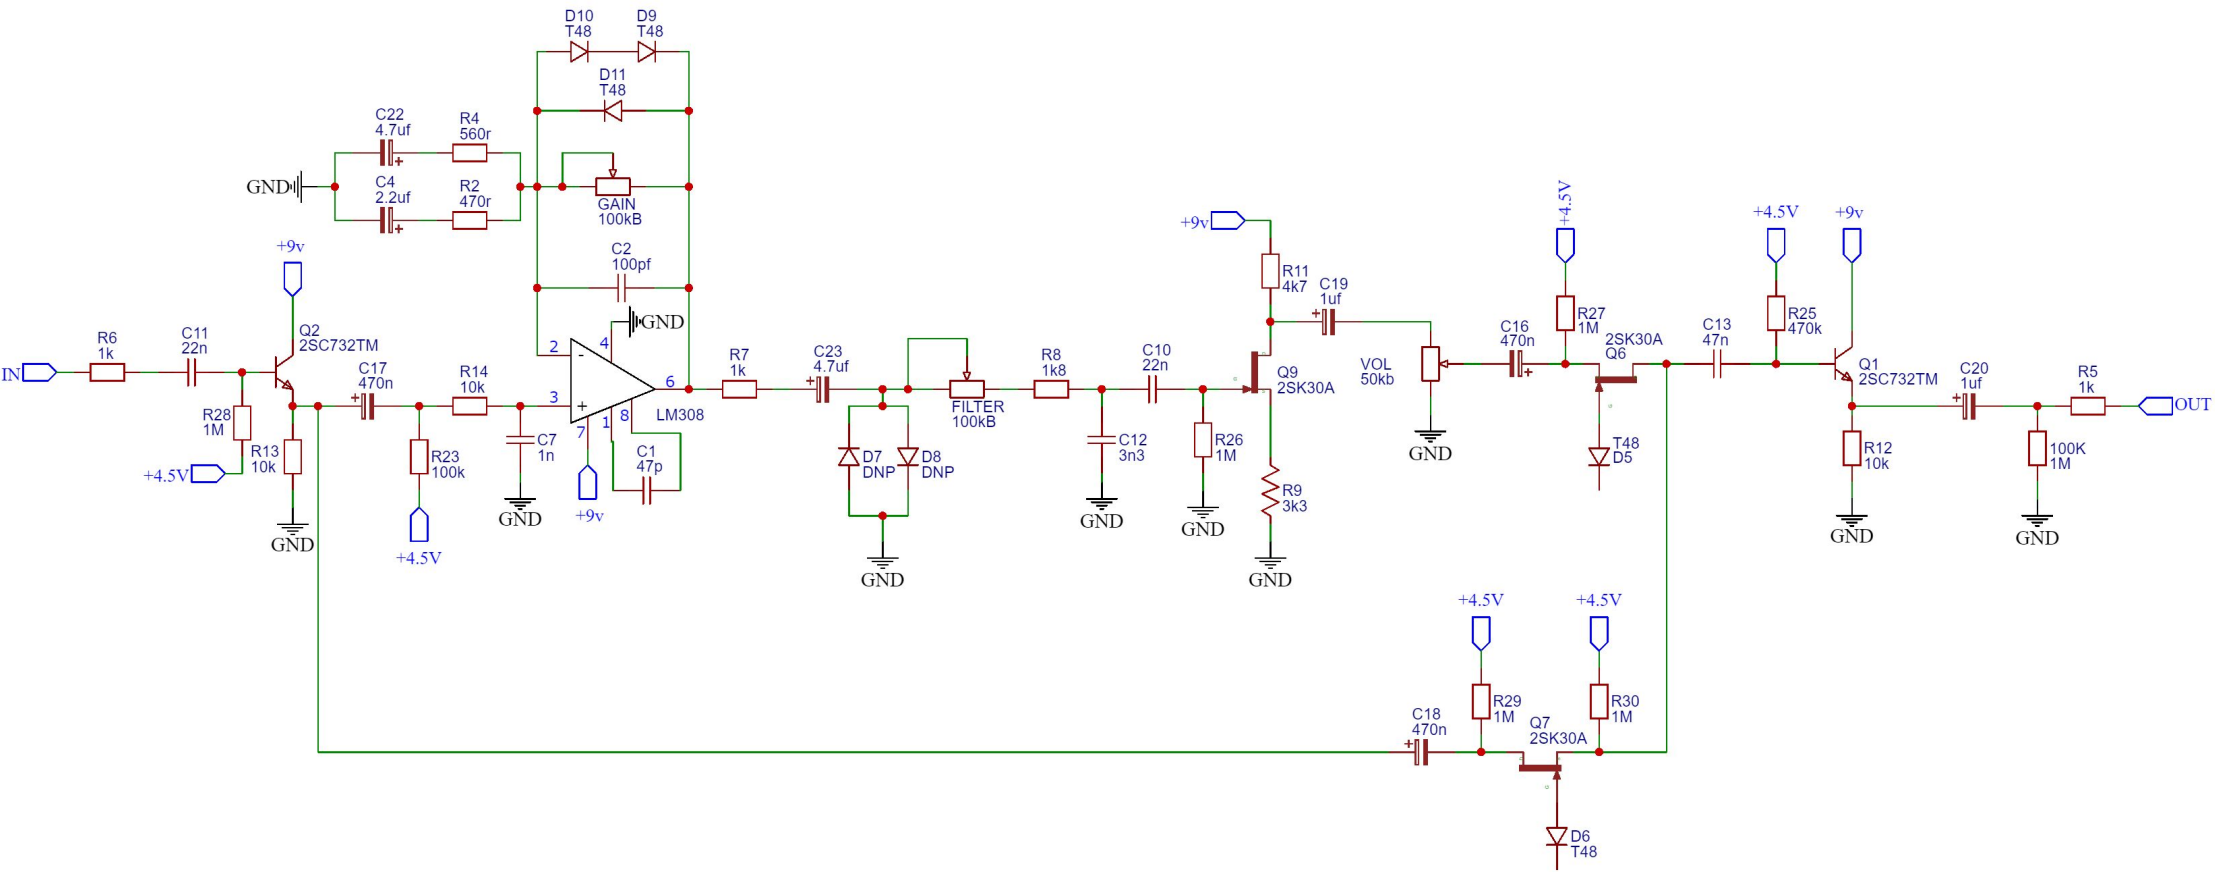 D10
T48
D9
T48
D11
T48
C22
4.7uf
R4
560r
GND
C4
2.2uf
R2
470r
GAIN
100kB
+9v
C2
100pf
GND
IN
R6
1k
C11
22n
Q2
2SC732TM
R28
1M
R13
10k
+4.5V
GND
C17
470n
R14
10k
R23
100k
+4.5V
C7
1n
GND
2
-
4
3
+
6
7
1
8
LM308
+9v
C1
47p
R7
1k
C23
4.7uf
D7
DNP
D8
DNP
GND
FILTER
100kB
R8
1k8
C10
22n
C12
3n3
GND
R26
1M
GND
+9v
R11
4k7
C19
1uf
Q9
2SK30A
R9
3k3
GND
VOL
50kb
GND
C16
470n
+4.5V
R27
1M
2SK30A
Q6
T48
D5
C13
47n
+4.5V
R25
470k
+9v
Q1
2SC732TM
R12
10k
GND
C20
1uf
100K
1M
GND
R5
1k
OUT
+4.5V
+4.5V
R29
1M
R30
1M
C18
470n
Q7
2SK30A
D6
T48